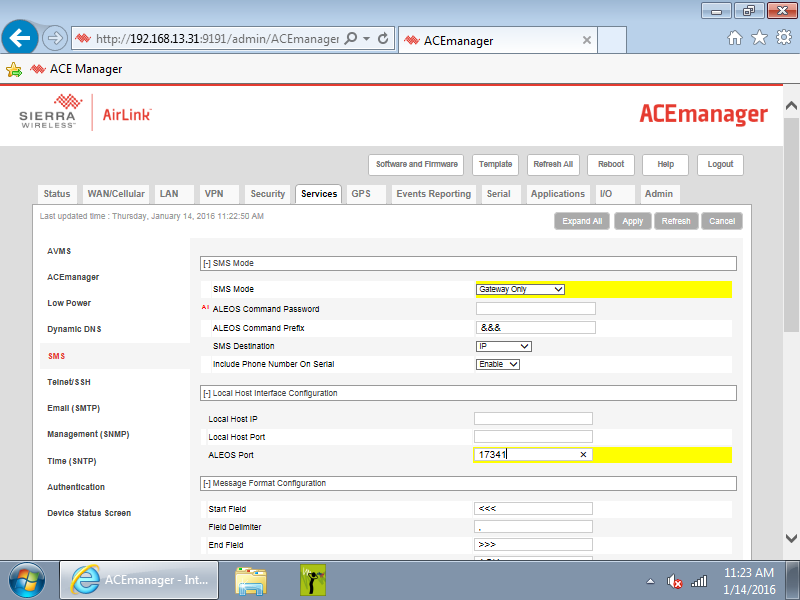 http://192.168.13.31:9191/admin/ACEmanager
ACEmanager
ACE Manager
SIERRA WIRELESS
AirLink
ACEmanager
Software and Firmware Template Refresh All Reboot Help Logout
Status WAN/Cellular LAN VPN Security Services GPS Events Reporting Serial Applications I/O Admin
Last updated time : Thursday, January 14, 2016 11:22:50 AM
Expand All Apply Refresh Cancel
AVMS
ACEmanager
Low Power
Dynamic DNS
SMS
Telnet/SSH
Email (SMTP)
Management (SNMP)
Time (SNTP)
Authentication
Device Status Screen
[-] SMS Mode
SMS Mode Gateway Only
ALEOS Command Password
ALEOS Command Prefix &&&
SMS Destination IP
Include Phone Number On Serial Enable
[-] Local Host Interface Configuration
Local Host IP
Local Host Port
ALEOS Port 17341
[-] Message Format Configuration
Start Field <<<
Field Delimiter ,
End Field >>>
ACEmanager - Int...
11:23 AM
1/14/2016